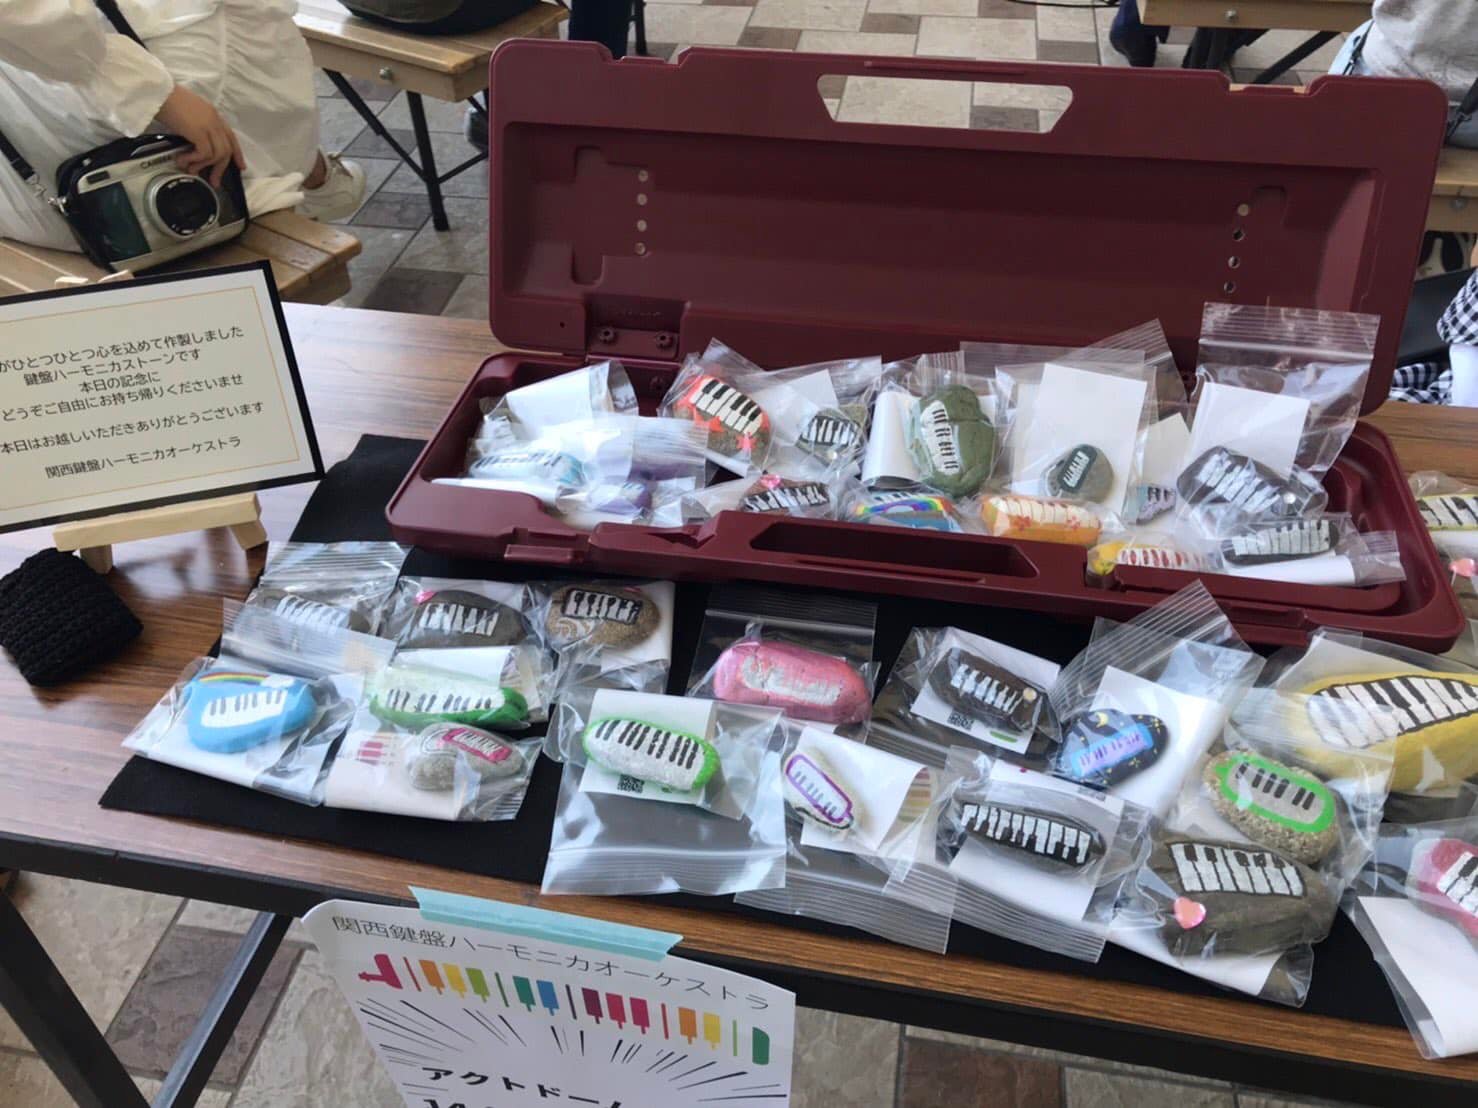 がひとつひとつ心を込めて作製しました
鍵盤ハーモニカストーンです
本日の記念に
どうぞご自由にお持ち帰りくださいませ
本日はお越しいただきありがとうございます
関西鍵盤ハーモニカオーケストラ
関西鍵盤ハーモニカオーケストラ
アクトドーム